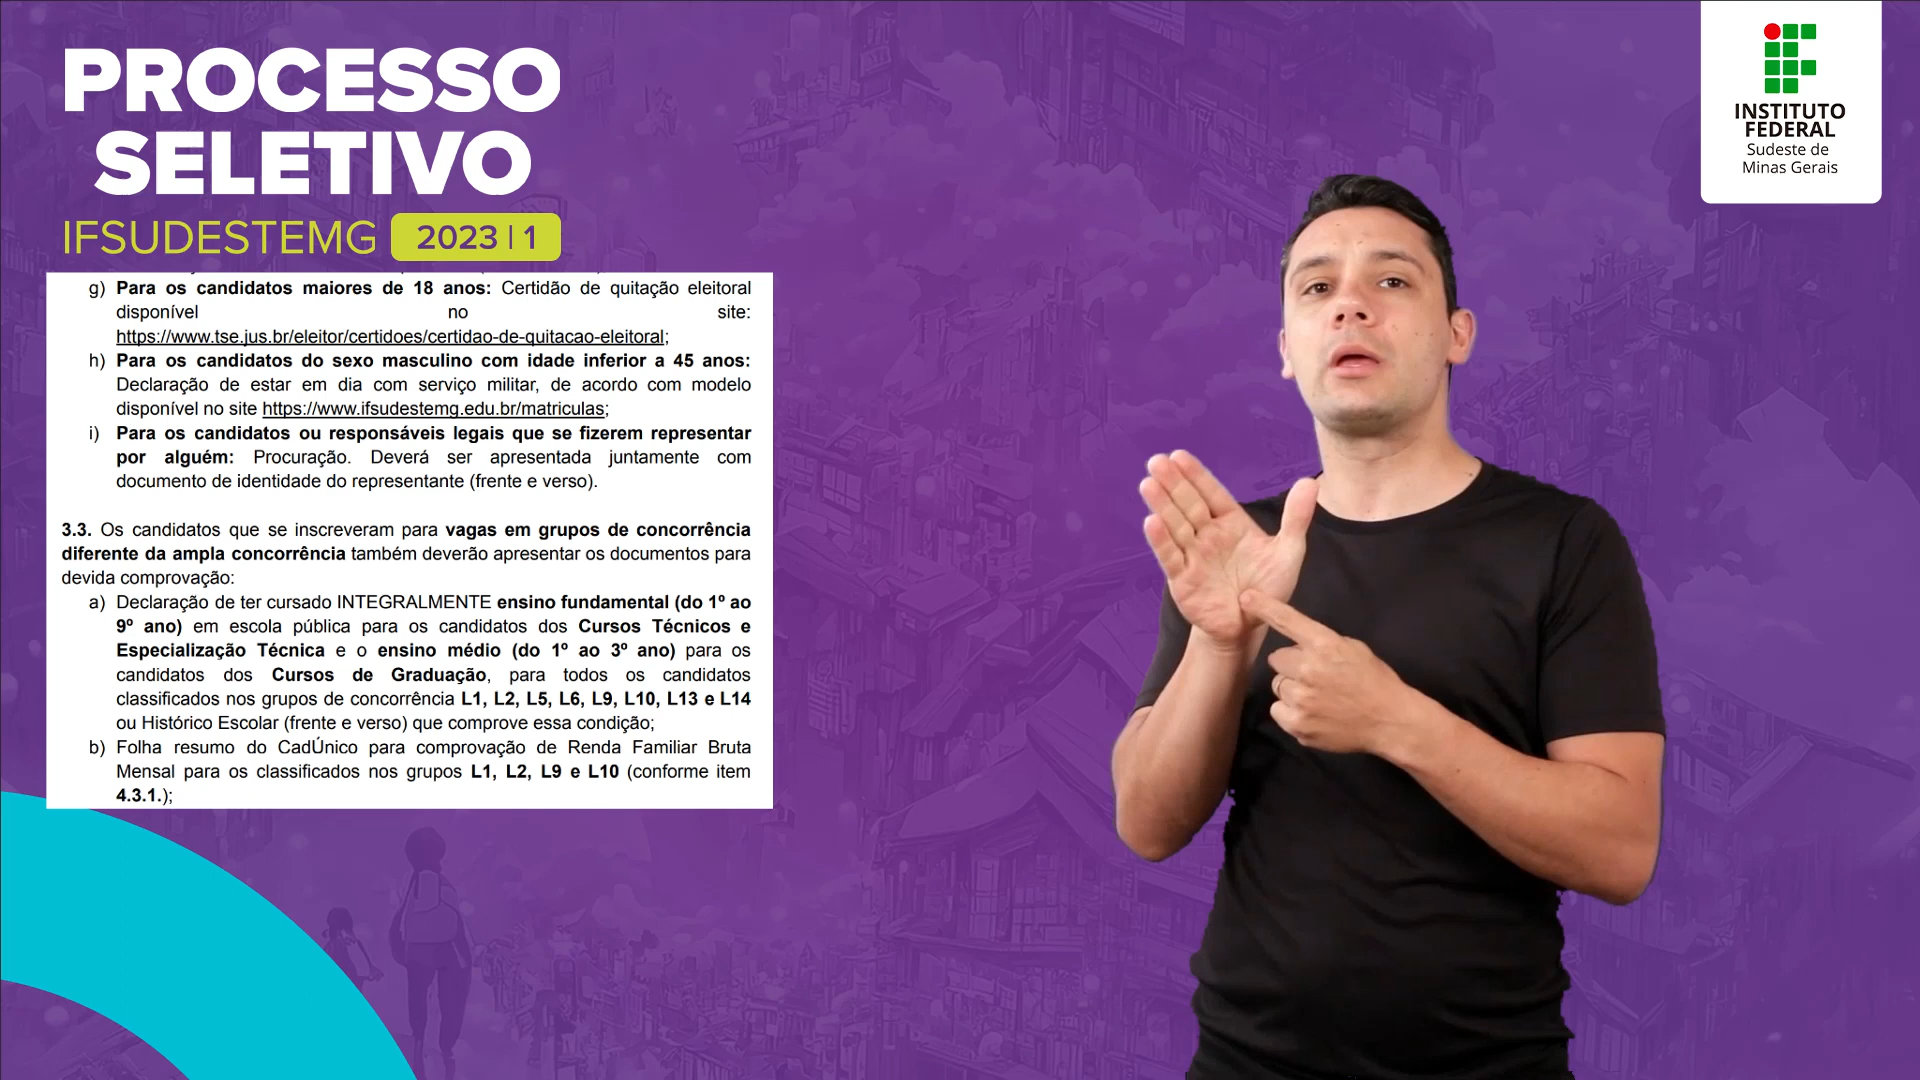 PROCESSO
SELETIVO
IFSUDESTEMG 2023 | 1
INSTITUTO
FEDERAL
Sudeste de
Minas Gerais
g) Para os candidatos maiores de 18 anos: Certidão de quitação eleitoral
disponível no site:
https://www.tse.jus.br/eleitor/certidoes/certidao-de-quitacao-eleitoral;
h) Para os candidatos do sexo masculino com idade inferior a 45 anos:
Declaração de estar em dia com serviço militar, de acordo com modelo
disponível no site https://www.ifsudestemg.edu.br/matriculas;
i) Para os candidatos ou responsáveis legais que se fizerem representar
por alguém: Procuração. Deverá ser apresentada juntamente com
documento de identidade do representante (frente e verso).
3.3. Os candidatos que se inscreveram para vagas em grupos de concorrência
diferente da ampla concorrência também deverão apresentar os documentos para
devida comprovação:
a) Declaração de ter cursado INTEGRALMENTE ensino fundamental (do 1º ao
9º ano) em escola pública para os candidatos dos Cursos Técnicos e
Especialização Técnica e o ensino médio (do 1º ao 3º ano) para os
candidatos dos Cursos de Graduação, para todos os candidatos
classificados nos grupos de concorrência L1, L2, L5, L6, L9, L10, L13 e L14
ou Histórico Escolar (frente e verso) que comprove essa condição;
b) Folha resumo do CadÚnico para comprovação de Renda Familiar Bruta
Mensal para os classificados nos grupos L1, L2, L9 e L10 (conforme item
4.3.1.);